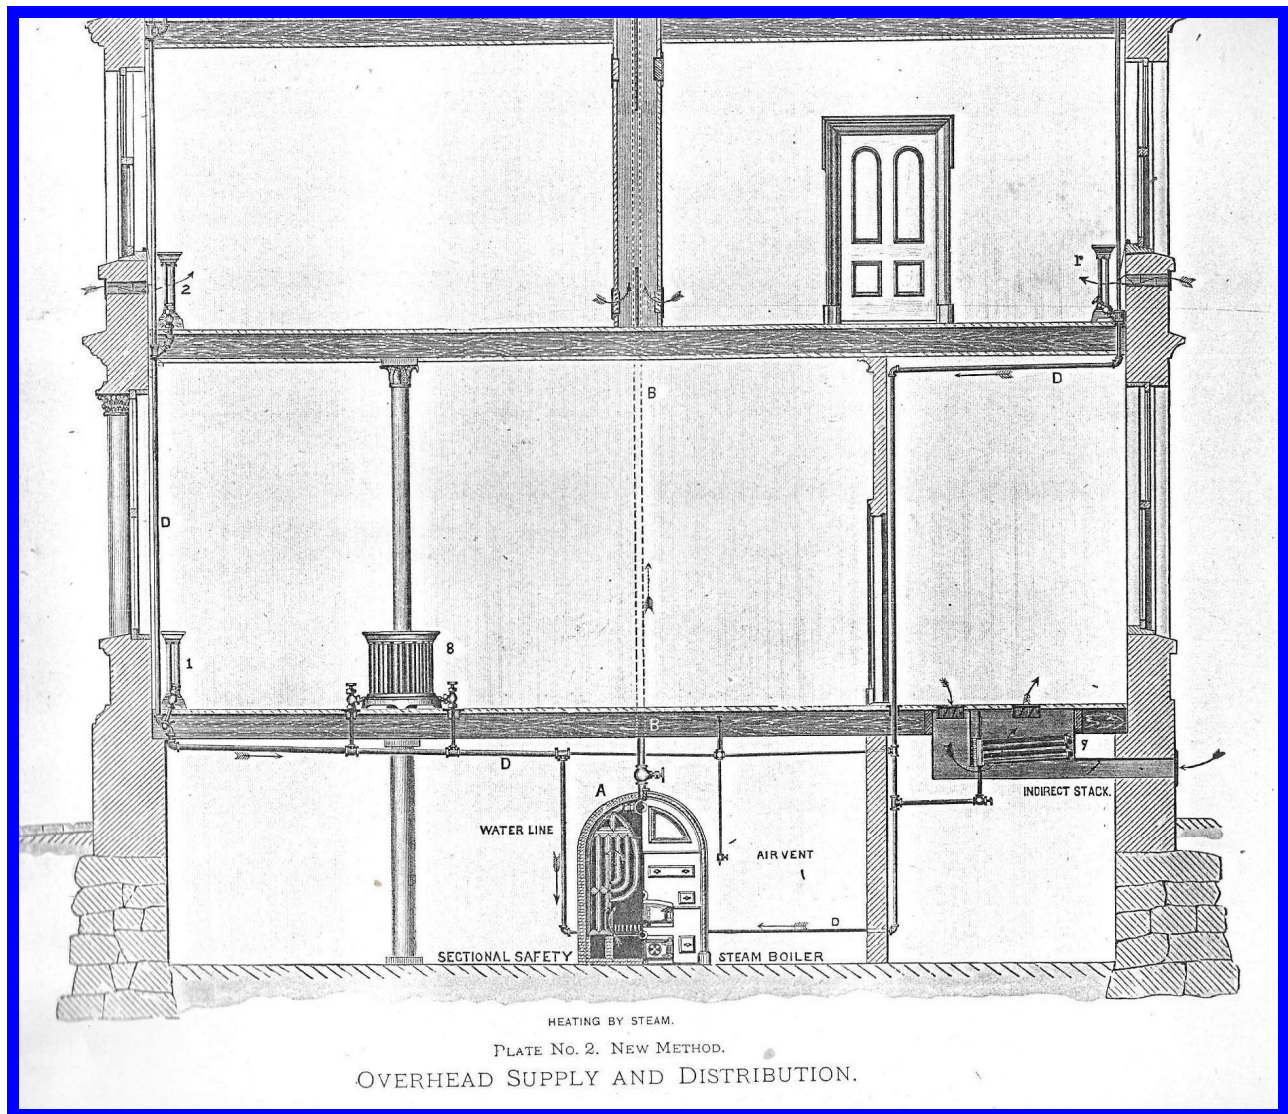 2
r
B
D
D
1
8
B
9
D
A
INDIRECT STACK.
WATER LINE
AIR VENT
D
SECTIONAL SAFETY
STEAM BOILER
HEATING BY STEAM.
PLATE NO. 2. NEW METHOD.
OVERHEAD SUPPLY AND DISTRIBUTION.